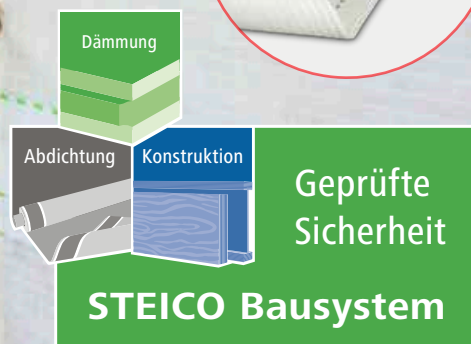 Dämmung
Abdichtung
Konstruktion
Geprüfte
Sicherheit
STEICO Bausystem